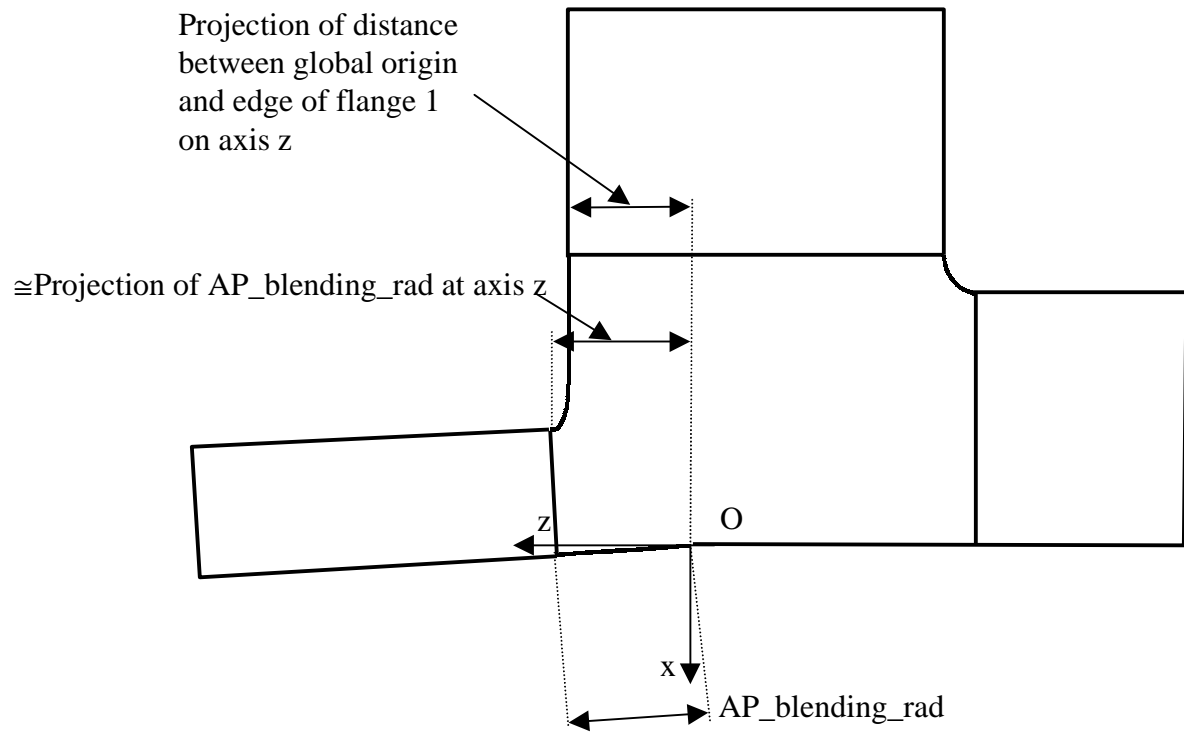 Projection of distance
between global origin
and edge of flange 1
on axis z
≅Projection of AP_blending_rad at axis z
O
z
x
AP_blending_rad